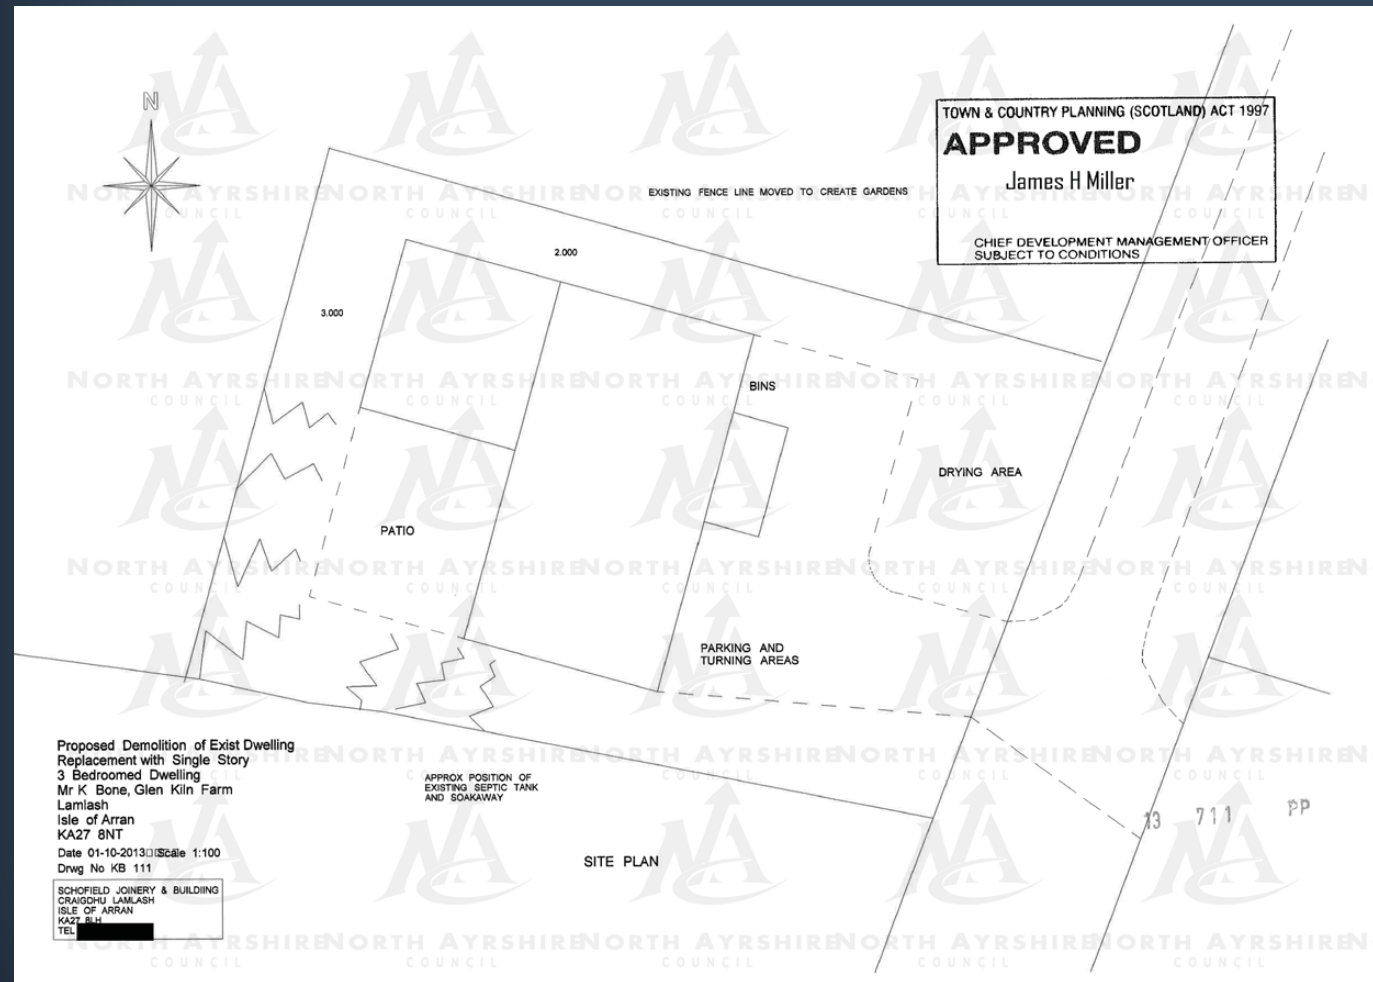 N
TOWN & COUNTRY PLANNING (SCOTLAND) ACT 1997
APPROVED
James H Miller
CHIEF DEVELOPMENT MANAGEMENT OFFICER
SUBJECT TO CONDITIONS
EXISTING FENCE LINE MOVED TO CREATE GARDENS
2.000
3.000
BINS
DRYING AREA
PATIO
PARKING AND
TURNING AREAS
Proposed Demolition of Exist Dwelling
Replacement with Single Story
3 Bedroomed Dwelling
Mr K Bone, Glen Kiln Farm
Lamlash
Isle of Arran
KA27 8NT
Date 01-10-2013 Scale 1:100
Drwg No KB 111
APPROX POSITION OF
EXISTING SEPTIC TANK
AND SOAKAWAY
13 711 PP
SITE PLAN
SCHOFIELD JOINERY & BUILDIING
CRAIGDHU LAMLASH
ISLE OF ARRAN
KA27 8LH
TEL
NORTH AYRSHIRE
COUNCIL